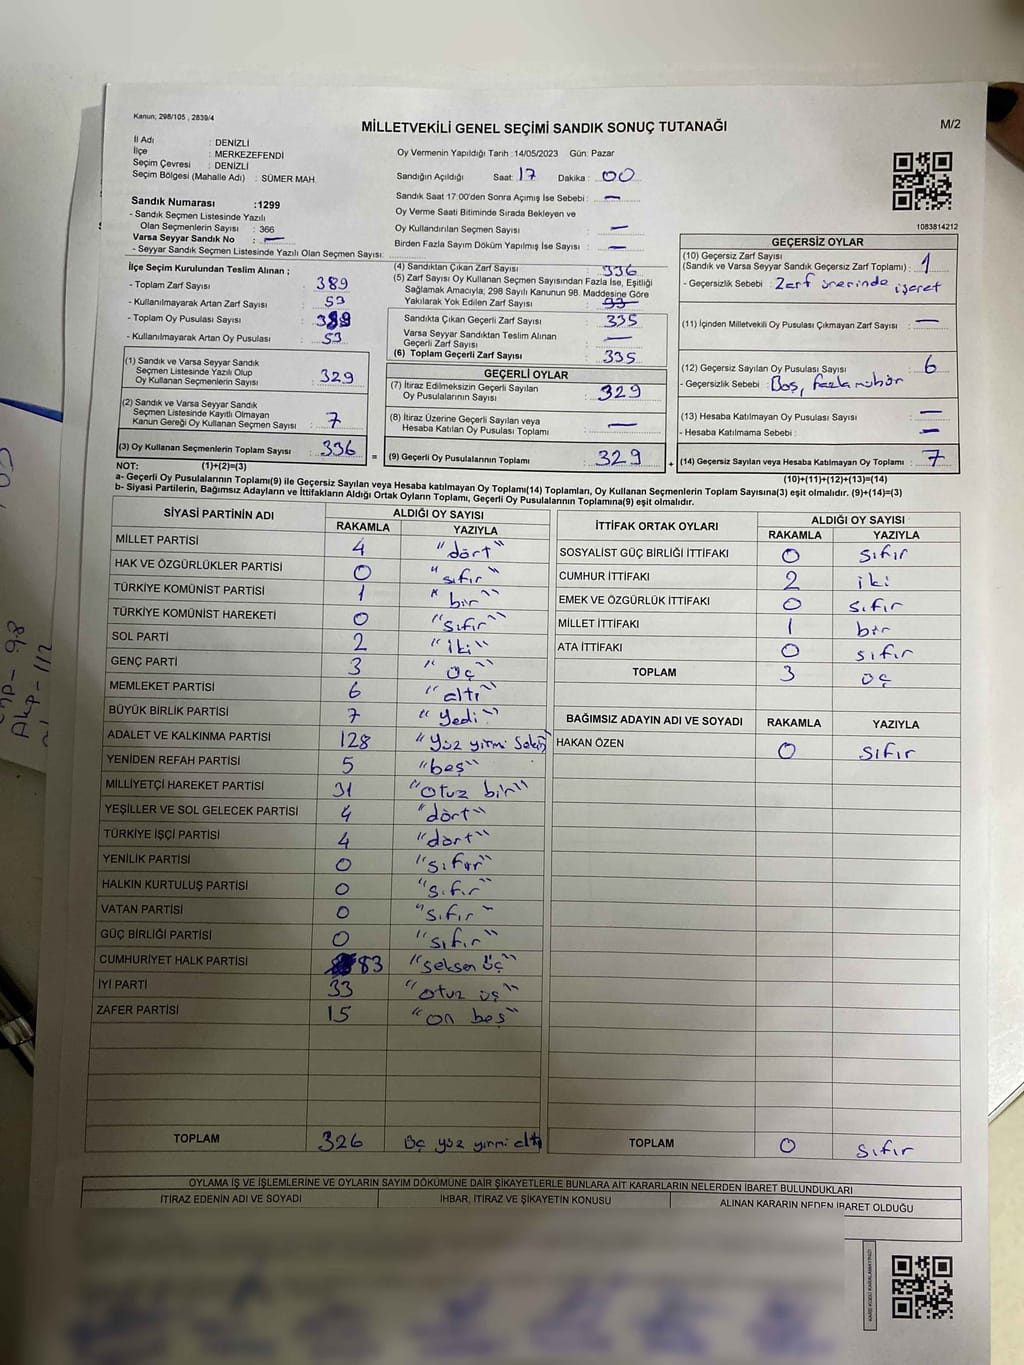 Kanun; 298/105 , 2839/4
MİLLETVEKİLİ GENEL SEÇİMİ SANDIK SONUÇ TUTANAĞI
M/2
İl Adı : DENİZLİ
İlçe : MERKEZEFENDİ
Seçim Çevresi : DENİZLİ
Seçim Bölgesi (Mahalle Adı) : SÜMER MAH.
Oy Vermenin Yapıldığı Tarih :14/05/2023 Gün: Pazar
Sandığın Açıldığı Saat: 17 Dakika : 00
Sandık Saat 17:00'den Sonra Açımış İse Sebebi : —
Oy Verme Saati Bitiminde Sırada Bekleyen ve
Oy Kullandırılan Seçmen Sayısı : —
Birden Fazla Sayım Döküm Yapılmış İse Sayısı : —
1083814212
Sandık Numarası :1299
- Sandık Seçmen Listesinde Yazılı
Olan Seçmenlerin Sayısı : 366
Varsa Seyyar Sandık No : —
- Seyyar Sandık Seçmen Listesinde Yazılı Olan Seçmen Sayısı:
İlçe Seçim Kurulundan Teslim Alınan ;
- Toplam Zarf Sayısı : 389
- Kullanılmayarak Artan Zarf Sayısı : 53
- Toplam Oy Pusulası Sayısı : 389
- Kullanılmayarak Artan Oy Pusulası : 53
(1) Sandık ve Varsa Seyyar Sandık
Seçmen Listesinde Yazılı Olup
Oy Kullanan Seçmenlerin Sayısı : 329
(2) Sandık ve Varsa Seyyar Sandık
Seçmen Listesinde Kayıtlı Olmayan
Kanun Gereği Oy Kullanan Seçmen Sayısı : 7
(3) Oy Kullanan Seçmenlerin Toplam Sayısı : 336
(4) Sandıktan Çıkan Zarf Sayısı : 336
(5) Zarf Sayısı Oy Kullanan Seçmen Sayısından Fazla İse, Eşitliği
Sağlamak Amacıyla; 298 Sayılı Kanunun 98. Maddesine Göre
Yakılarak Yok Edilen Zarf Sayısı :
Sandıkta Çıkan Geçerli Zarf Sayısı : 335
Varsa Seyyar Sandıktan Teslim Alınan
Geçerli Zarf Sayısı : —
(6) Toplam Geçerli Zarf Sayısı : 335
GEÇERLİ OYLAR
(7) İtiraz Edilmeksizin Geçerli Sayılan
Oy Pusulalarının Sayısı : 329
(8) İtiraz Üzerine Geçerli Sayılan veya
Hesaba Katılan Oy Pusulası Toplamı : —
= (9) Geçerli Oy Pusulalarının Toplamı : 329
GEÇERSİZ OYLAR
(10) Geçersiz Zarf Sayısı
(Sandık ve Varsa Seyyar Sandık Geçersiz Zarf Toplamı) : 1
- Geçersizlik Sebebi : Zarf üzerinde işaret
(11) İçinden Milletvekili Oy Pusulası Çıkmayan Zarf Sayısı : —
(12) Geçersiz Sayılan Oy Pusulası Sayısı : 6
- Geçersizlik Sebebi : Boş, fazla mühür
(13) Hesaba Katılmayan Oy Pusulası Sayısı : —
- Hesaba Katılmama Sebebi : —
+ (14) Geçersiz Sayılan veya Hesaba Katılmayan Oy Toplamı : 7
NOT: (1)+(2)=(3)
(10)+(11)+(12)+(13)=(14)
a- Geçerli Oy Pusulalarının Toplamı(9) ile Geçersiz Sayılan veya Hesaba Katılmayan oy Toplamı(14) Toplamları, Oy Kullanan Seçmenlerin Toplam Sayısına(3) eşit olmalıdır. (9)+(14)=(3)
b- Siyasi Partilerin, Bağımsız Adayların ve İttifakların Aldığı Ortak Oyların Toplamı, Geçerli Oy Pusulalarının Toplamına(9) eşit olmalıdır.
SİYASİ PARTİNİN ADI ALDIĞI OY SAYISI
RAKAMLA YAZIYLA
MİLLET PARTİSİ 4 "dört"
HAK VE ÖZGÜRLÜKLER PARTİSİ 0 "sıfır"
TÜRKİYE KOMÜNİST PARTİSİ 1 "bir"
TÜRKİYE KOMÜNİST HAREKETİ 0 "sıfır"
SOL PARTİ 2 "iki"
GENÇ PARTİ 3 "üç"
MEMLEKET PARTİSİ 6 "altı"
BÜYÜK BİRLİK PARTİSİ 7 "yedi"
ADALET VE KALKINMA PARTİSİ 128 "yüz yirmi sekiz"
YENİDEN REFAH PARTİSİ 5 "beş"
MİLLİYETÇİ HAREKET PARTİSİ 31 "otuz bir"
YEŞİLLER VE SOL GELECEK PARTİSİ 4 "dört"
TÜRKİYE İŞÇİ PARTİSİ 4 "dört"
YENİLİK PARTİSİ 0 "sıfır"
HALKIN KURTULUŞ PARTİSİ 0 "sıfır"
VATAN PARTİSİ 0 "sıfır"
GÜÇ BİRLİĞİ PARTİSİ 0 "sıfır"
CUMHURİYET HALK PARTİSİ 83 "seksen üç"
İYİ PARTİ 33 "otuz üç"
ZAFER PARTİSİ 15 "on beş"
TOPLAM 326 Üç yüz yirmi altı
İTTİFAK ORTAK OYLARI ALDIĞI OY SAYISI
RAKAMLA YAZIYLA
SOSYALİST GÜÇ BİRLİĞİ İTTİFAKI 0 sıfır
CUMHUR İTTİFAKI 2 iki
EMEK VE ÖZGÜRLÜK İTTİFAKI 0 sıfır
MİLLET İTTİFAKI 1 bir
ATA İTTİFAKI 0 sıfır
TOPLAM 3 üç
BAĞIMSIZ ADAYIN ADI VE SOYADI RAKAMLA YAZIYLA
HAKAN ÖZEN 0 sıfır
TOPLAM 0 sıfır
OYLAMA İŞ VE İŞLEMLERİNE VE OYLARIN SAYIM DÖKÜMÜNE DAİR ŞİKAYETLERLE BUNLARA AİT KARARLARIN NELERDEN İBARET BULUNDUKLARI
İTİRAZ EDENİN ADI VE SOYADI İHBAR, İTİRAZ VE ŞİKAYETİN KONUSU ALINAN KARARIN NEDEN İBARET OLDUĞU
KARE KODU KARALAMAYINIZ!
Akp - 112